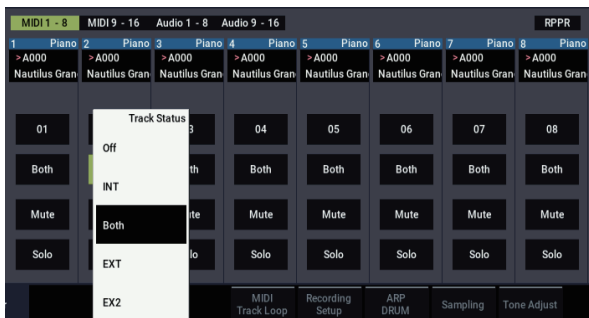 MIDI 1 - 8 MIDI 9 - 16 Audio 1 - 8 Audio 9 - 16 RPPR
1 Piano 2 Piano 3 Piano 4 Piano 5 Piano 6 Piano 7 Piano 8 Piano
>A000 >A000 >A000 >A000 >A000 >A000 >A000 >A000
Nautilus Gran Nautilus Gran Nautilus Gran Nautilus Gran Nautilus Gran Nautilus Gran Nautilus Gran Nautilus Gran
Track Status
01 3 04 05 06 07 08
Off
Both th Both Both Both Both Both
INT
Mute te Mute Mute Mute Mute Mute
Both
Solo lo Solo Solo Solo Solo Solo
EXT
EX2
MIDI Track Loop Recording Setup ARP DRUM Sampling Tone Adjust